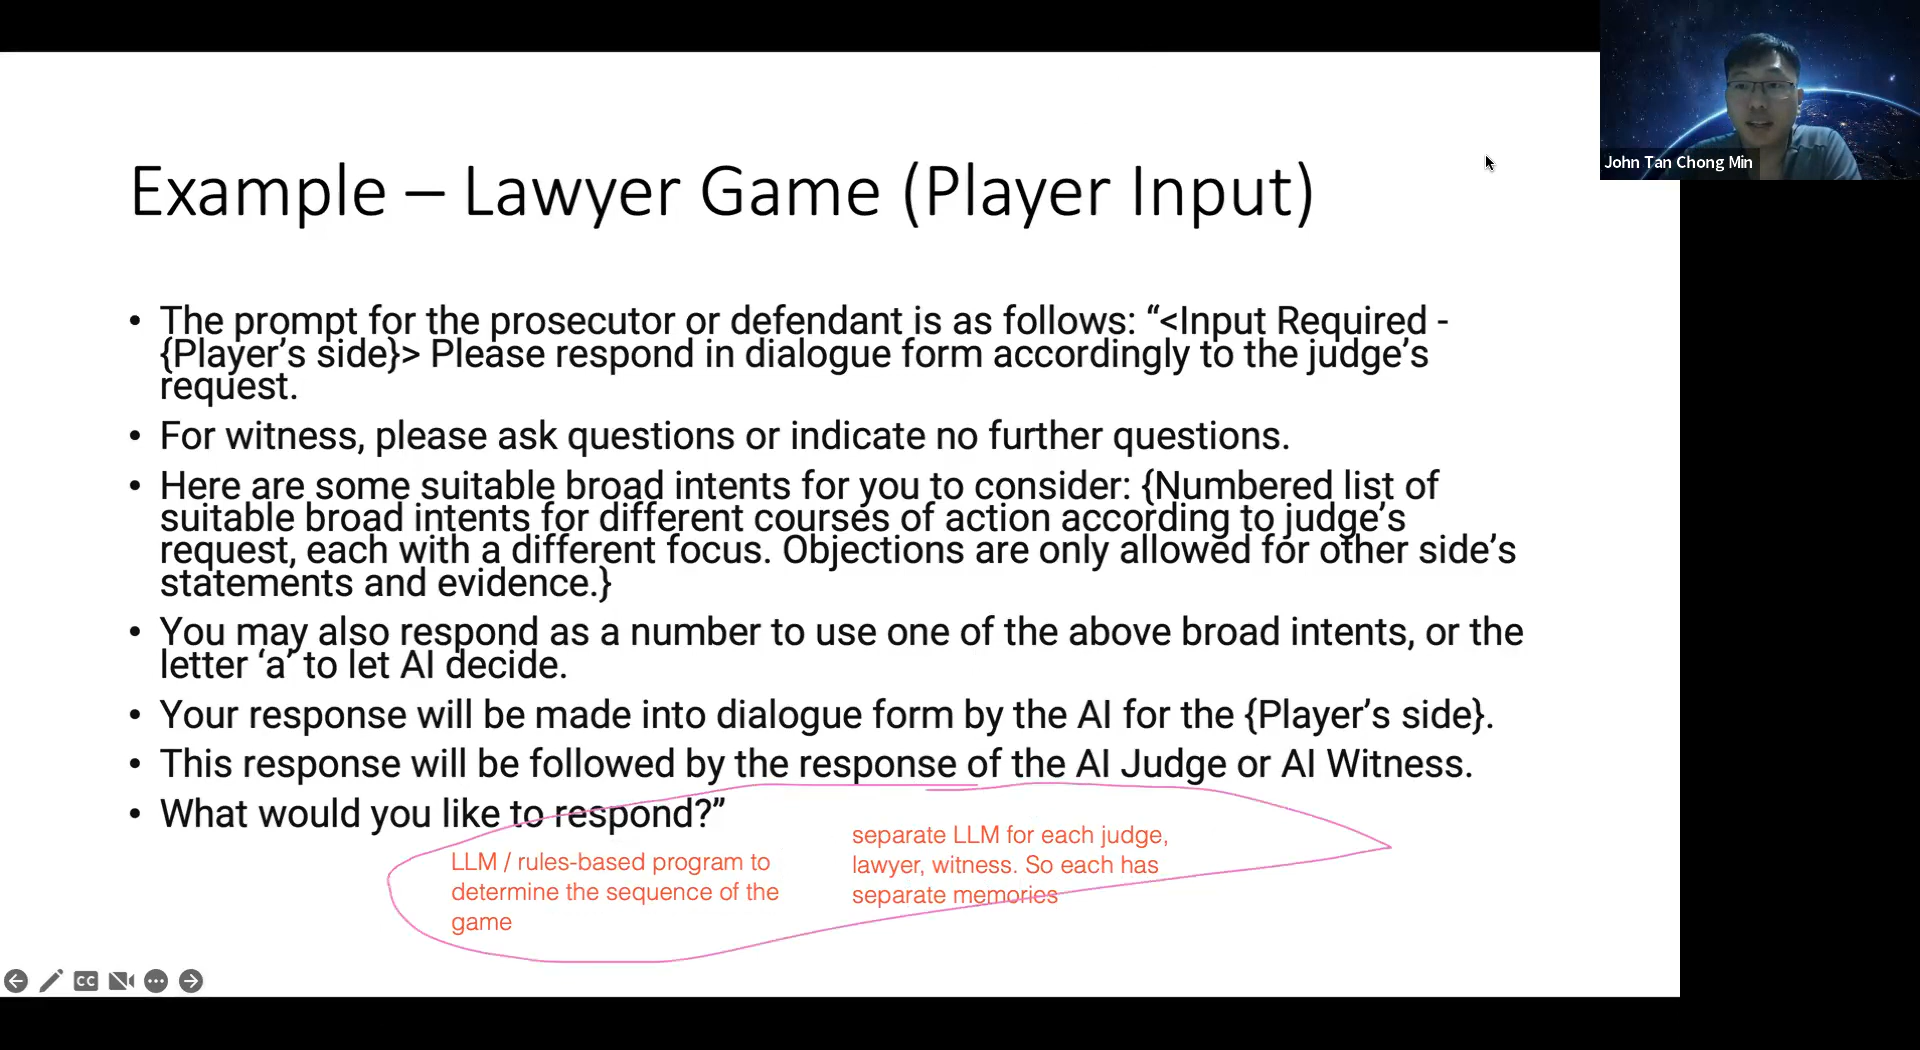 John Tan Chong Min
Example – Lawyer Game (Player Input)
• The prompt for the prosecutor or defendant is as follows: “<Input Required -
{Player’s side}> Please respond in dialogue form accordingly to the judge’s
request.
• For witness, please ask questions or indicate no further questions.
• Here are some suitable broad intents for you to consider: {Numbered list of
suitable broad intents for different courses of action according to judge’s
request, each with a different focus. Objections are only allowed for other side’s
statements and evidence.}
• You may also respond as a number to use one of the above broad intents, or the
letter ‘a’ to let AI decide.
• Your response will be made into dialogue form by the AI for the {Player’s side}.
• This response will be followed by the response of the AI Judge or AI Witness.
• What would you like to respond?”
LLM / rules-based program to
determine the sequence of the
game
separate LLM for each judge,
lawyer, witness. So each has
separate memories
CC